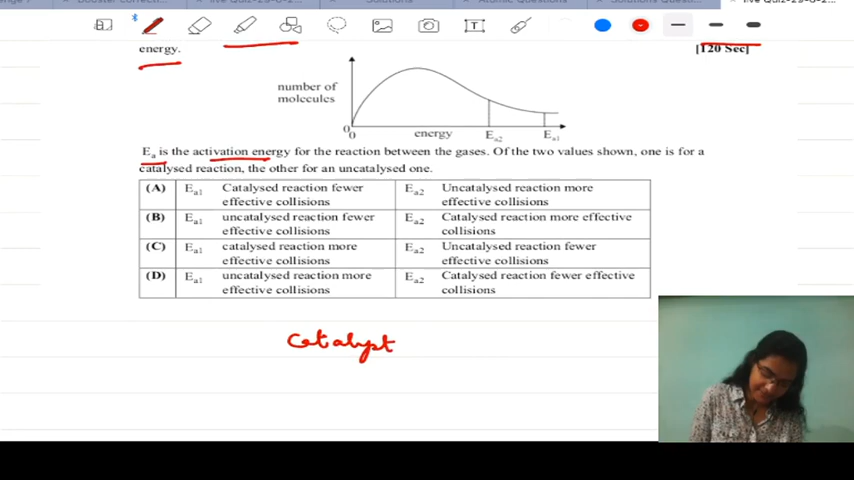 energy.
[120 Sec]
number of
molecules
0
0
energy
Ea2
Ea1
Ea is the activation energy for the reaction between the gases. Of the two values shown, one is for a
catalysed reaction, the other for an uncatalysed one.
(A) Ea1 Catalysed reaction fewer effective collisions Ea2 Uncatalysed reaction more effective collisions
(B) Ea1 uncatalysed reaction fewer effective collisions Ea2 Catalysed reaction more effective collisions
(C) Ea1 catalysed reaction more effective collisions Ea2 Uncatalysed reaction fewer effective collisions
(D) Ea1 uncatalysed reaction more effective collisions Ea2 Catalysed reaction fewer effective collisions
Catalyst